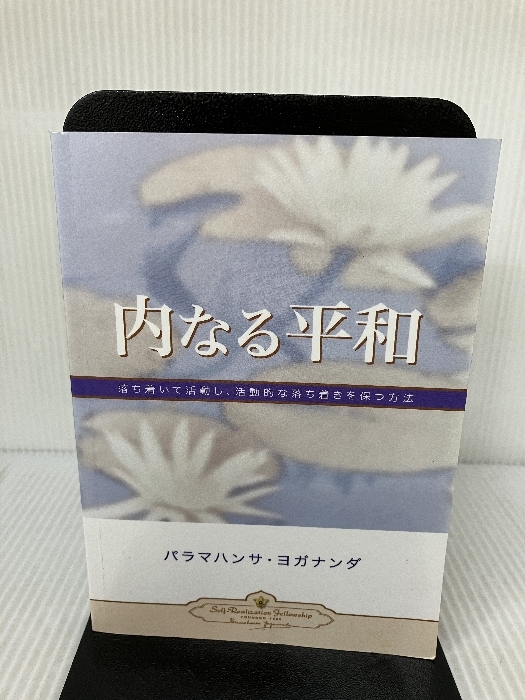 内なる平和
落ち着いて活動し、活動的な落ち着きを保つ方法
パラマハンサ・ヨガナンダ
Self-Realization Fellowship
FOUNDED 1920